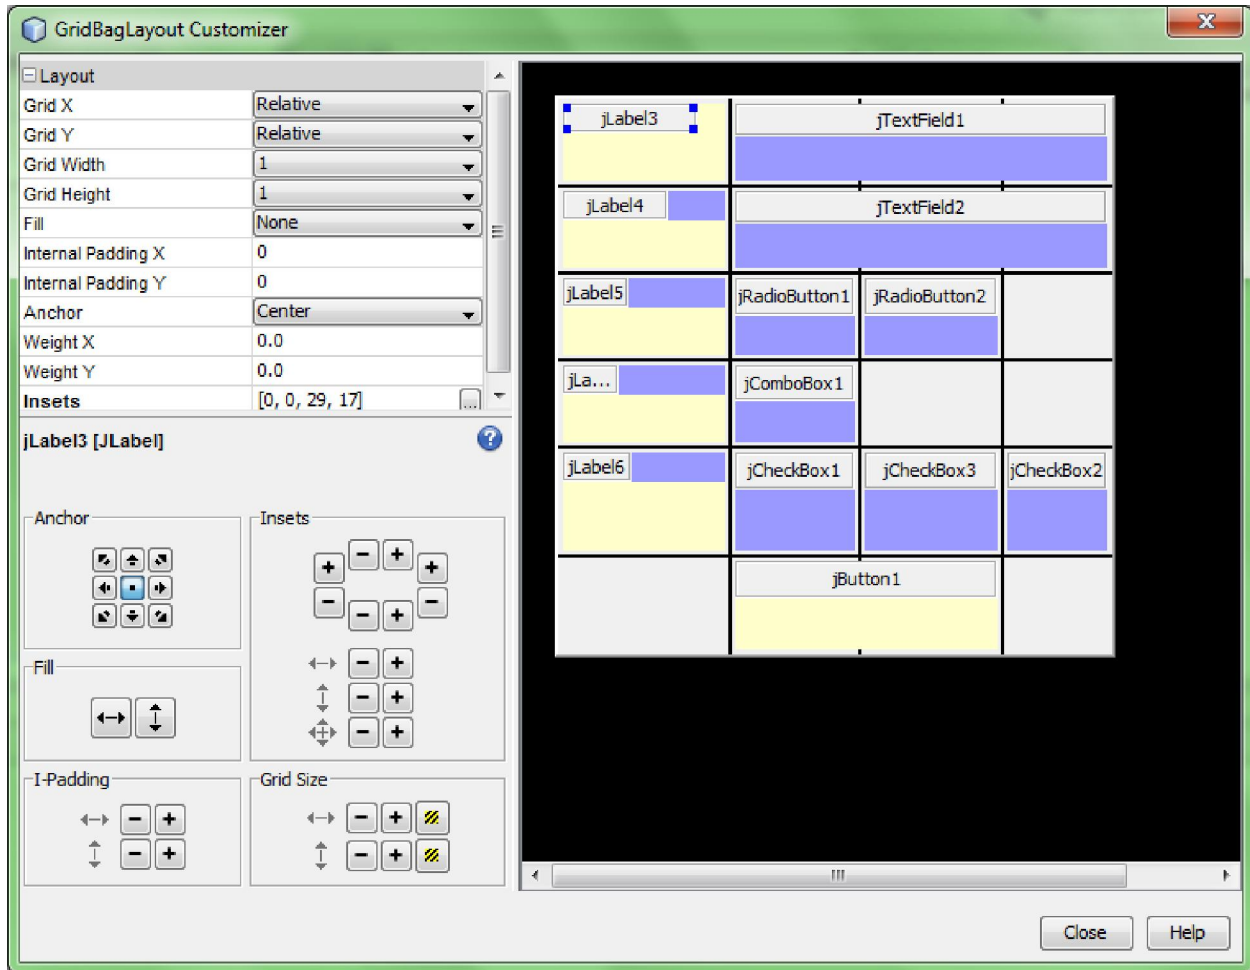 GridBagLayout Customizer
Layout
Grid X Relative
Grid Y Relative
Grid Width 1
Grid Height 1
Fill None
Internal Padding X 0
Internal Padding Y 0
Anchor Center
Weight X 0.0
Weight Y 0.0
Insets [0, 0, 29, 17] ...
jLabel3 [JLabel]
Anchor
Insets
Fill
I-Padding
Grid Size
jLabel3 jTextField1
jLabel4 jTextField2
jLabel5 jRadioButton1 jRadioButton2
jLa... jComboBox1
jLabel6 jCheckBox1 jCheckBox3 jCheckBox2
jButton1
Close Help